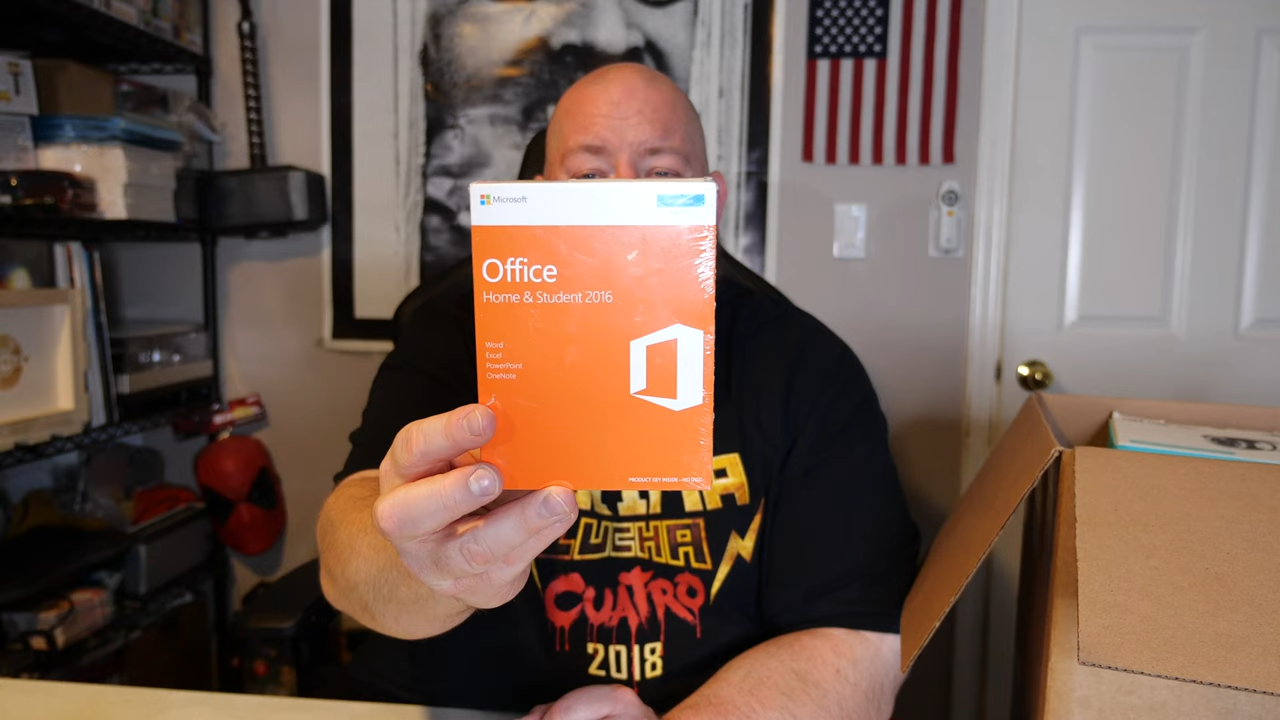 Microsoft
Office
Home & Student 2016
Word
Excel
PowerPoint
OneNote
PRODUCT KEY INSIDE – NO DISC
LUCHA
CUATRO
2018